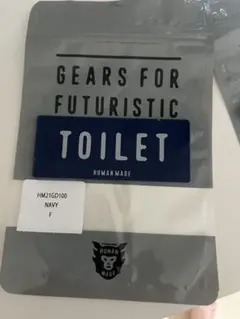 GEARS FOR
FUTURISTIC
TOILET
HUMAN MADE
HM21GD100
NAVY
F
HUMAN
MADE